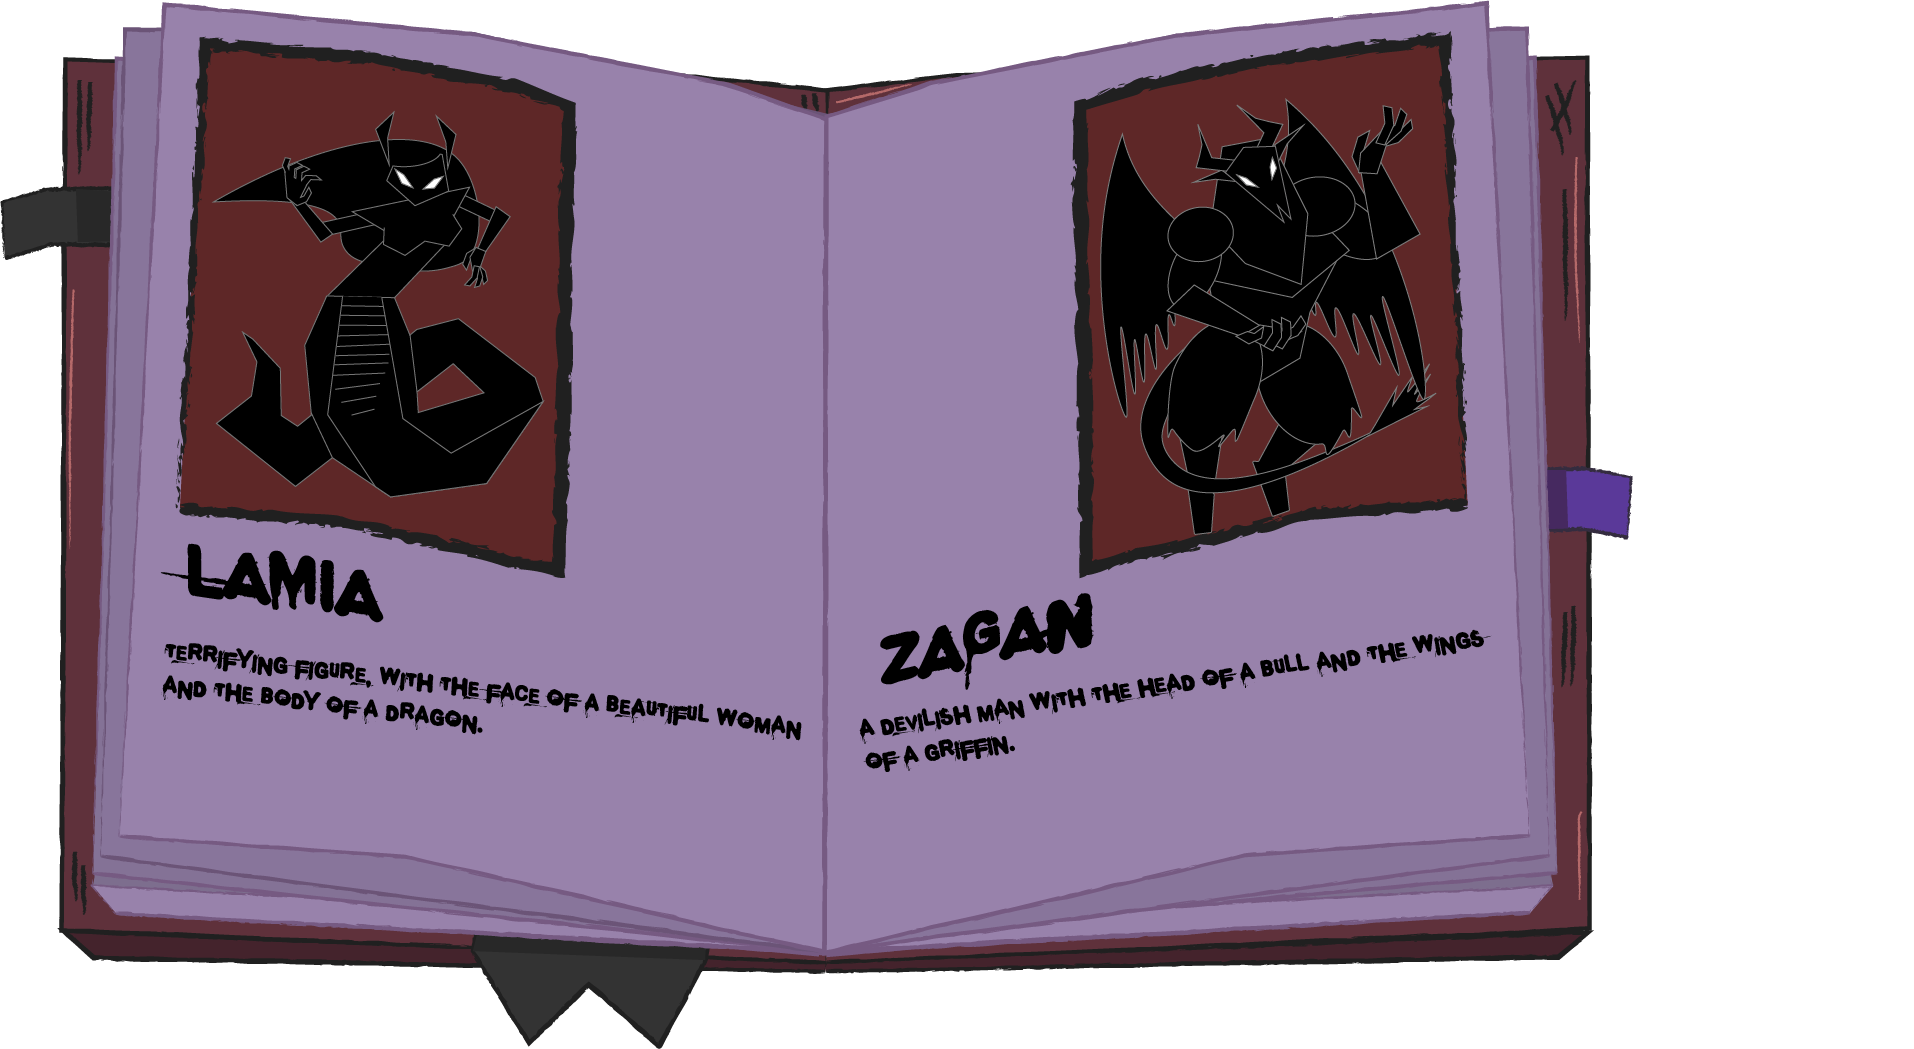 LAMIA
TERRIFYING FIGURE, WITH THE FACE OF A BEAUTIFUL WOMAN
AND THE BODY OF A DRAGON.
ZAGAN
A DEVILISH MAN WITH THE HEAD OF A BULL AND THE WINGS
OF A GRIFFIN.